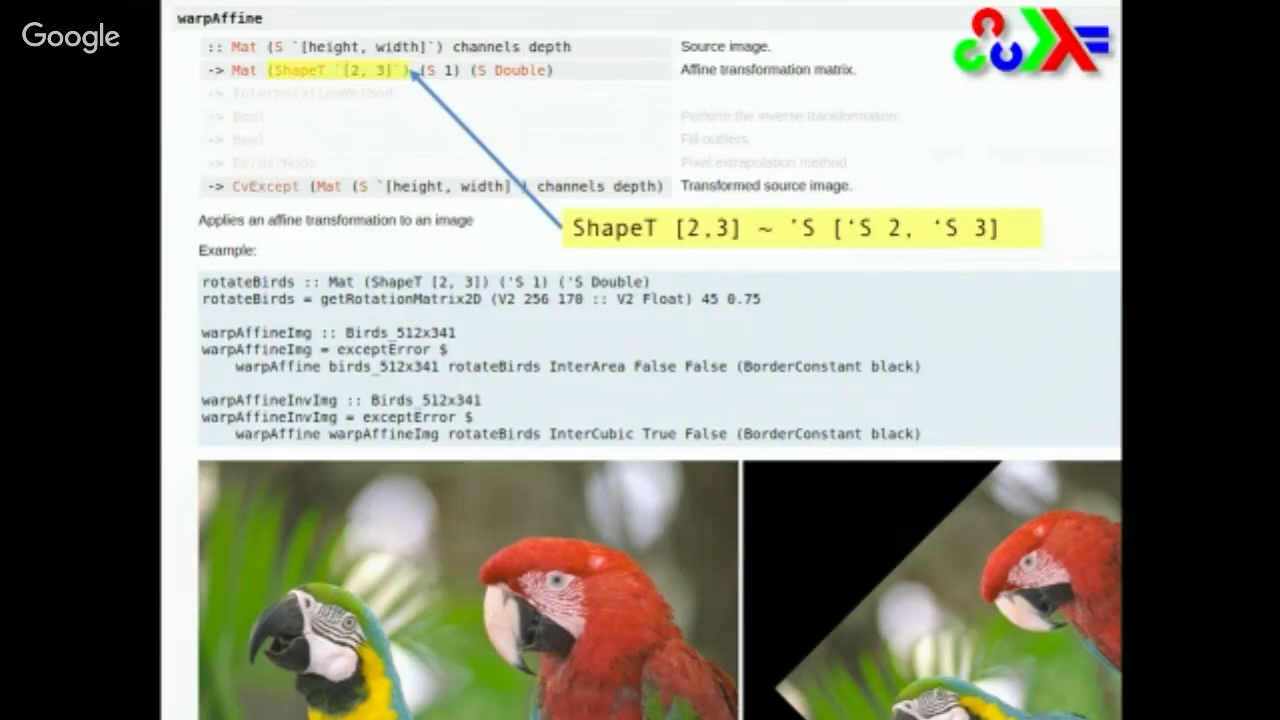 Google
warpAffine
:: Mat (S `[height, width]`) channels depth Source image.
-> Mat (ShapeT `[2, 3]`) (S 1) (S Double) Affine transformation matrix.
-> InterpolationMethod
-> Bool Perform the inverse transformation.
-> Bool Fill outliers.
-> BorderMode Pixel extrapolation method.
-> CvExcept (Mat (S `[height, width]`) channels depth) Transformed source image.
Applies an affine transformation to an image
ShapeT [2,3] ~ 'S ['S 2, 'S 3]
Example:
rotateBirds :: Mat (ShapeT [2, 3]) ('S 1) ('S Double)
rotateBirds = getRotationMatrix2D (V2 256 170 :: V2 Float) 45 0.75
warpAffineImg :: Birds_512x341
warpAffineImg = exceptError $
warpAffine birds_512x341 rotateBirds InterArea False False (BorderConstant black)
warpAffineInvImg :: Birds_512x341
warpAffineInvImg = exceptError $
warpAffine warpAffineImg rotateBirds InterCubic True False (BorderConstant black)